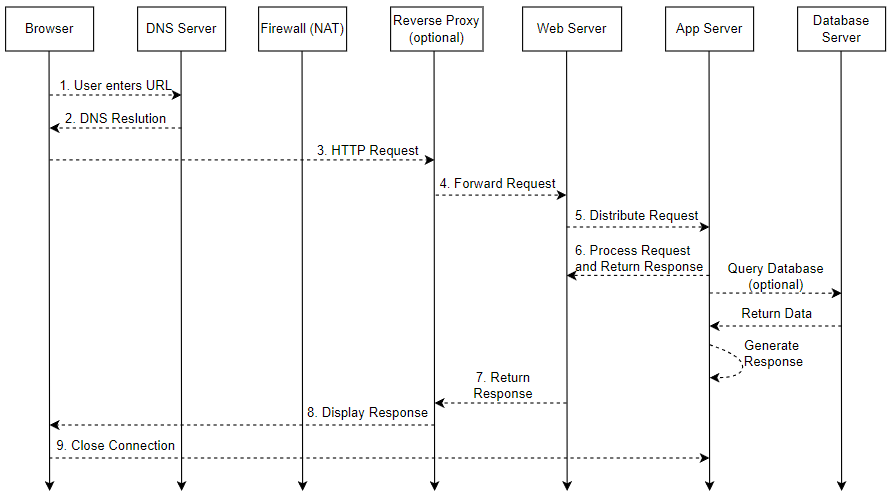 Browser
DNS Server
Firewall (NAT)
Reverse Proxy
(optional)
Web Server
App Server
Database
Server
1. User enters URL
2. DNS Reslution
3. HTTP Request
4. Forward Request
5. Distribute Request
6. Process Request
and Return Response
Query Database
(optional)
Return Data
Generate
Response
7. Return
Response
8. Display Response
9. Close Connection